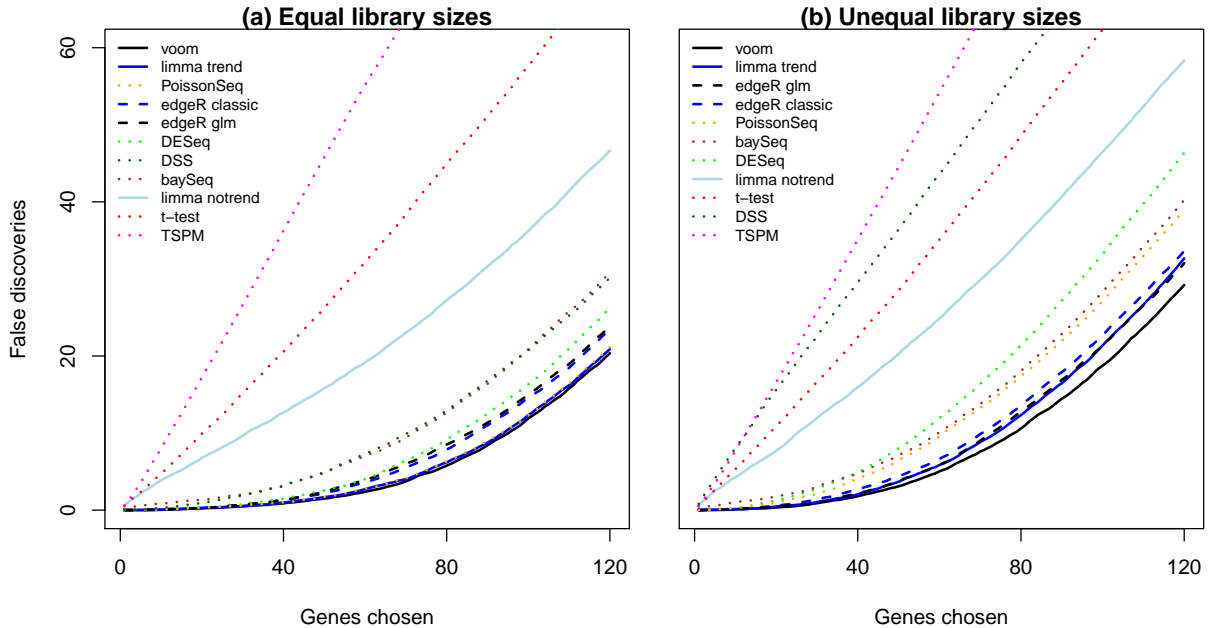 (a) Equal library sizes
False discoveries
60
40
20
0
voom
limma trend
PoissonSeq
edgeR classic
edgeR glm
DESeq
DSS
baySeq
limma notrend
t−test
TSPM
0 40 80 120
Genes chosen
(b) Unequal library sizes
voom
limma trend
edgeR glm
edgeR classic
PoissonSeq
baySeq
DESeq
limma notrend
t−test
DSS
TSPM
0 40 80 120
Genes chosen